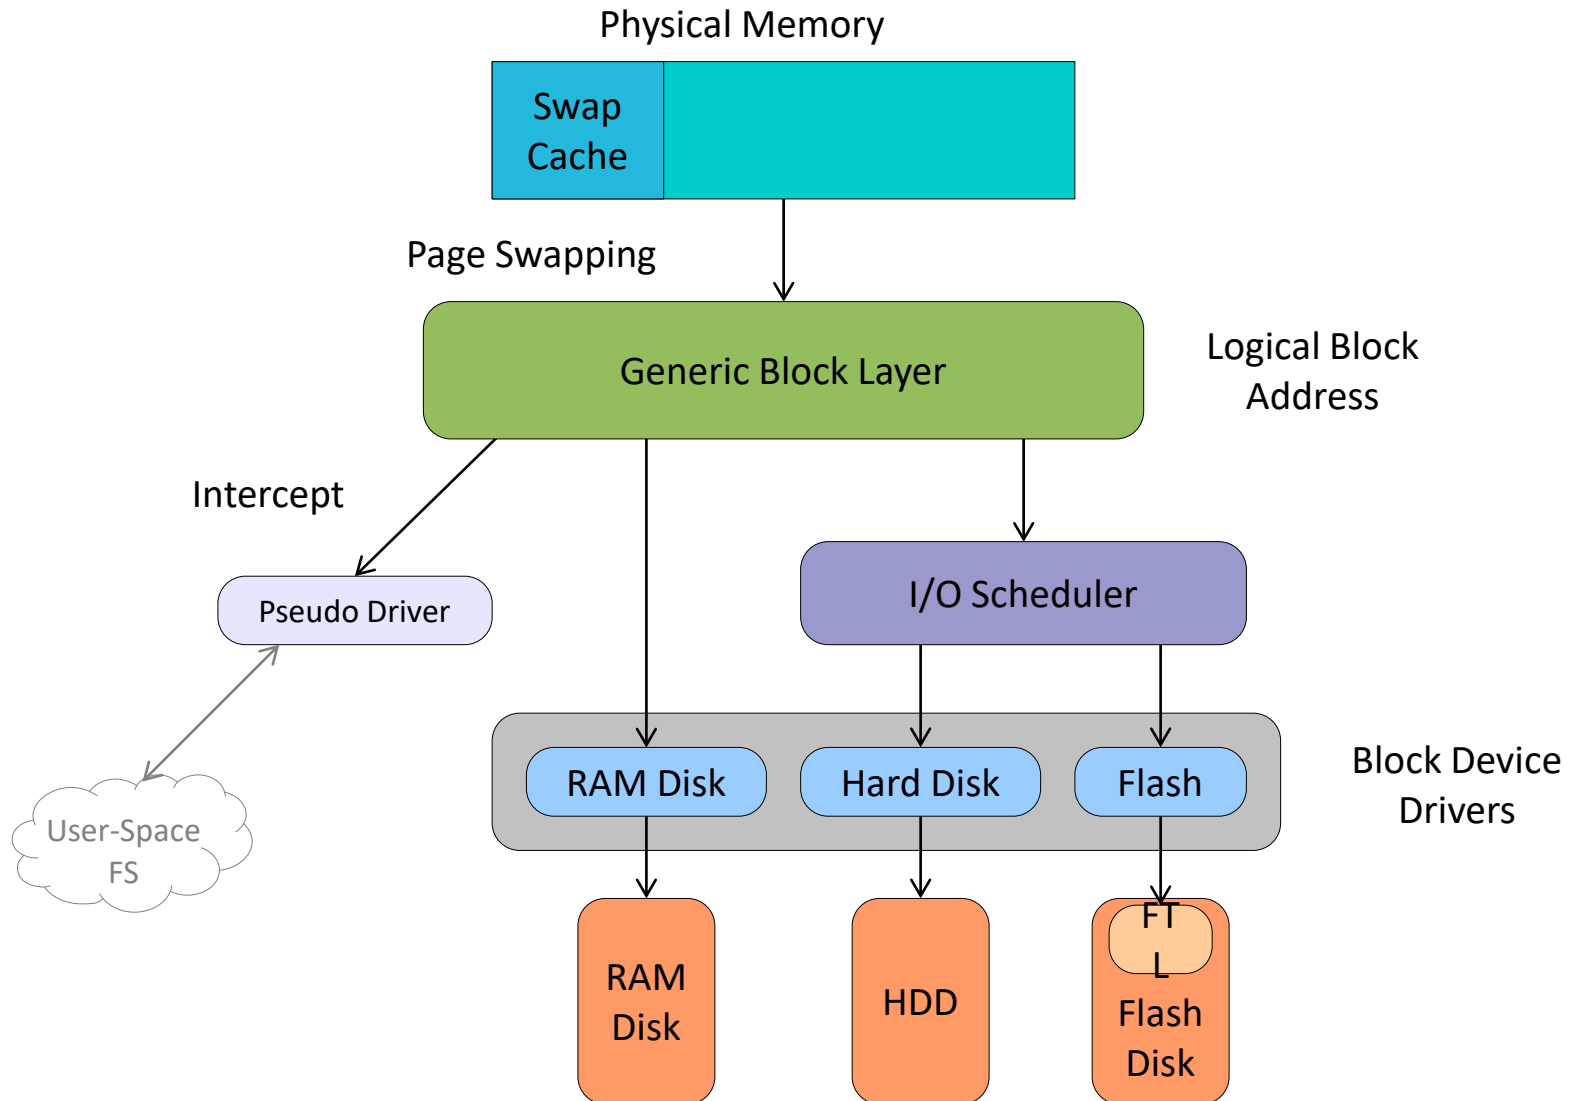 Physical Memory
Swap
Cache
Page Swapping
Generic Block Layer
Logical Block
Address
Intercept
Pseudo Driver
I/O Scheduler
RAM Disk
Hard Disk
Flash
Block Device
Drivers
User-Space
FS
RAM
Disk
HDD
FT
L
Flash
Disk